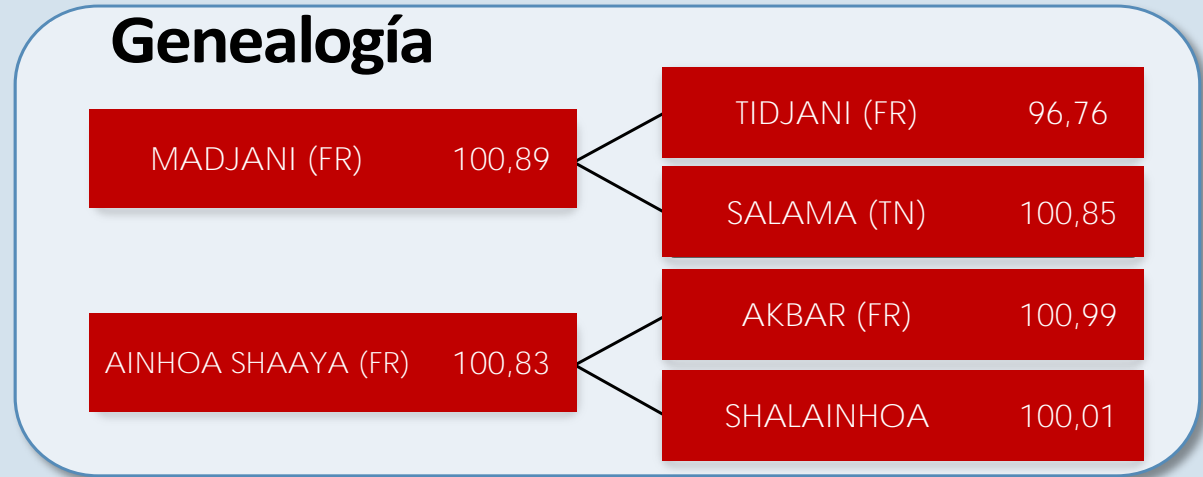 Genealogía
MADJANI (FR) 100,89
TIDJANI (FR) 96,76
SALAMA (TN) 100,85
AINHOA SHAAYA (FR) 100,83
AKBAR (FR) 100,99
SHALAINHOA 100,01